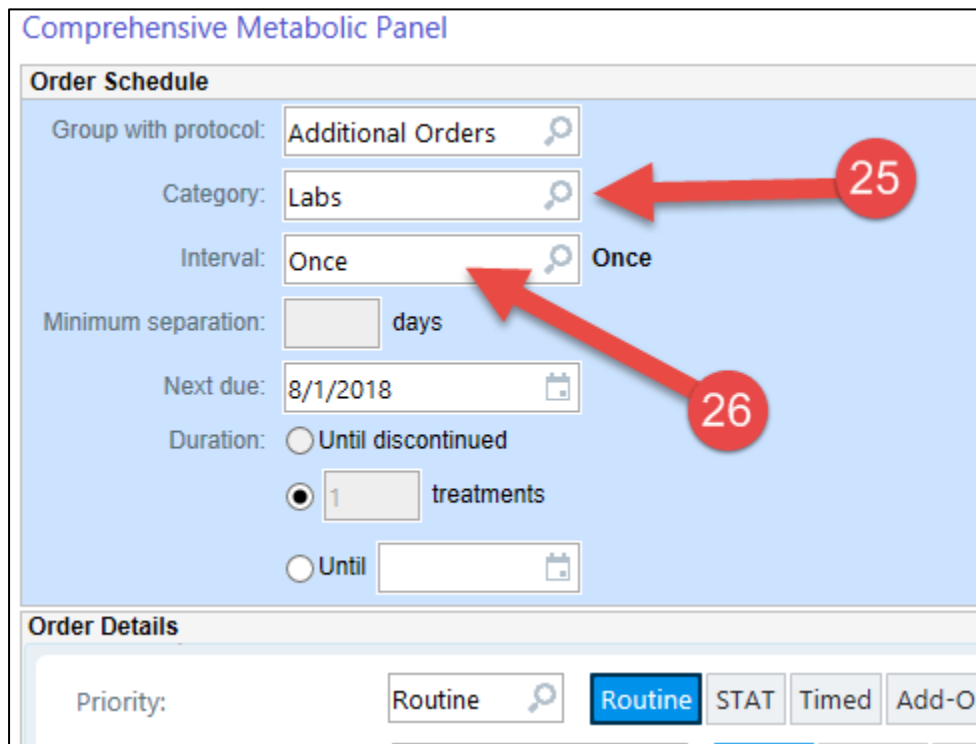 Comprehensive Metabolic Panel
Order Schedule
Group with protocol: Additional Orders
Category: Labs
25
Interval: Once Once
Minimum separation: days
Next due: 8/1/2018
26
Duration: Until discontinued
1 treatments
Until
Order Details
Priority: Routine Routine STAT Timed Add-O